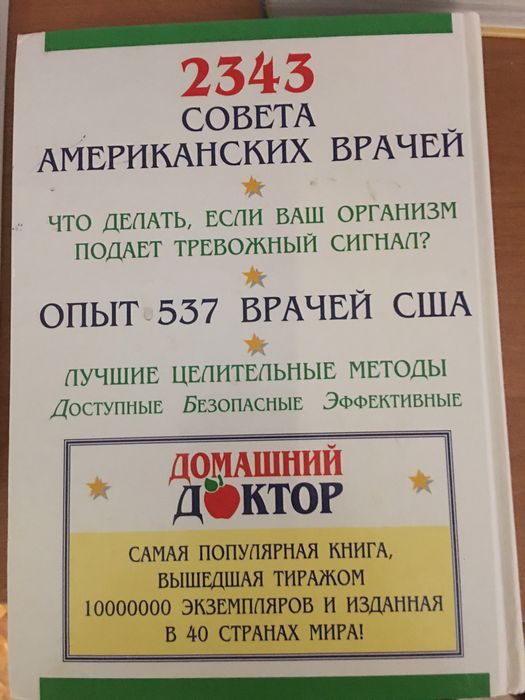 2343
СОВЕТА
АМЕРИКАНСКИХ ВРАЧЕЙ
ЧТО ДЕЛАТЬ, ЕСЛИ ВАШ ОРГАНИЗМ
ПОДАЕТ ТРЕВОЖНЫЙ СИГНАЛ?
ОПЫТ 537 ВРАЧЕЙ США
ЛУЧШИЕ ЦЕЛИТЕЛЬНЫЕ МЕТОДЫ
ДОСТУПНЫЕ БЕЗОПАСНЫЕ ЭФФЕКТИВНЫЕ
ДОМАШНИЙ
ДОКТОР
САМАЯ ПОПУЛЯРНАЯ КНИГА,
ВЫШЕДШАЯ ТИРАЖОМ
10000000 ЭКЗЕМПЛЯРОВ И ИЗДАННАЯ
В 40 СТРАНАХ МИРА!